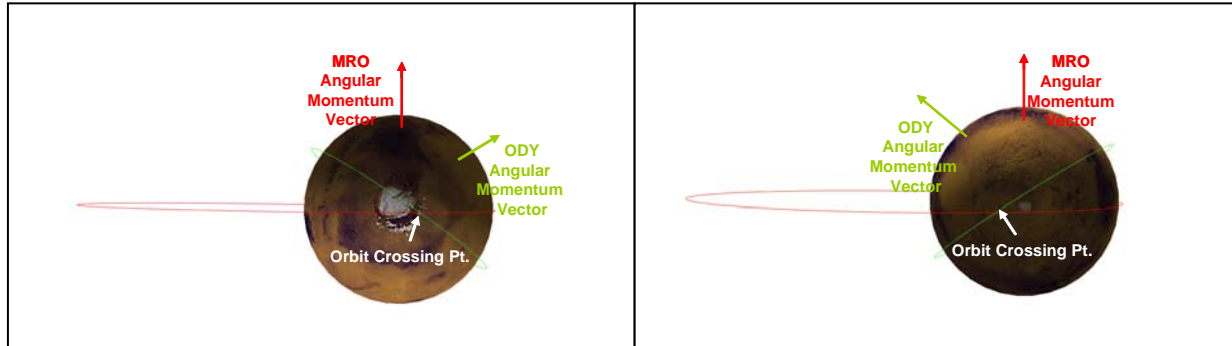 MRO
Angular
Momentum
Vector
ODY
Angular
Momentum
Vector
Orbit Crossing Pt.
MRO
Angular
Momentum
Vector
ODY
Angular
Momentum
Vector
Orbit Crossing Pt.